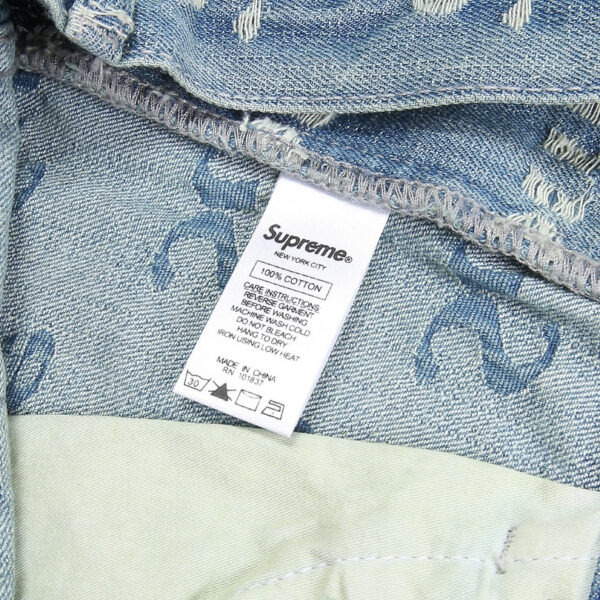 Supreme®
NEW YORK CITY
100% COTTON
CARE INSTRUCTIONS
REVERSE GARMENT
BEFORE WASHING
MACHINE WASH COLD
DO NOT BLEACH
HANG TO DRY
IRON USING LOW HEAT
MADE IN CHINA
RN 101837
30